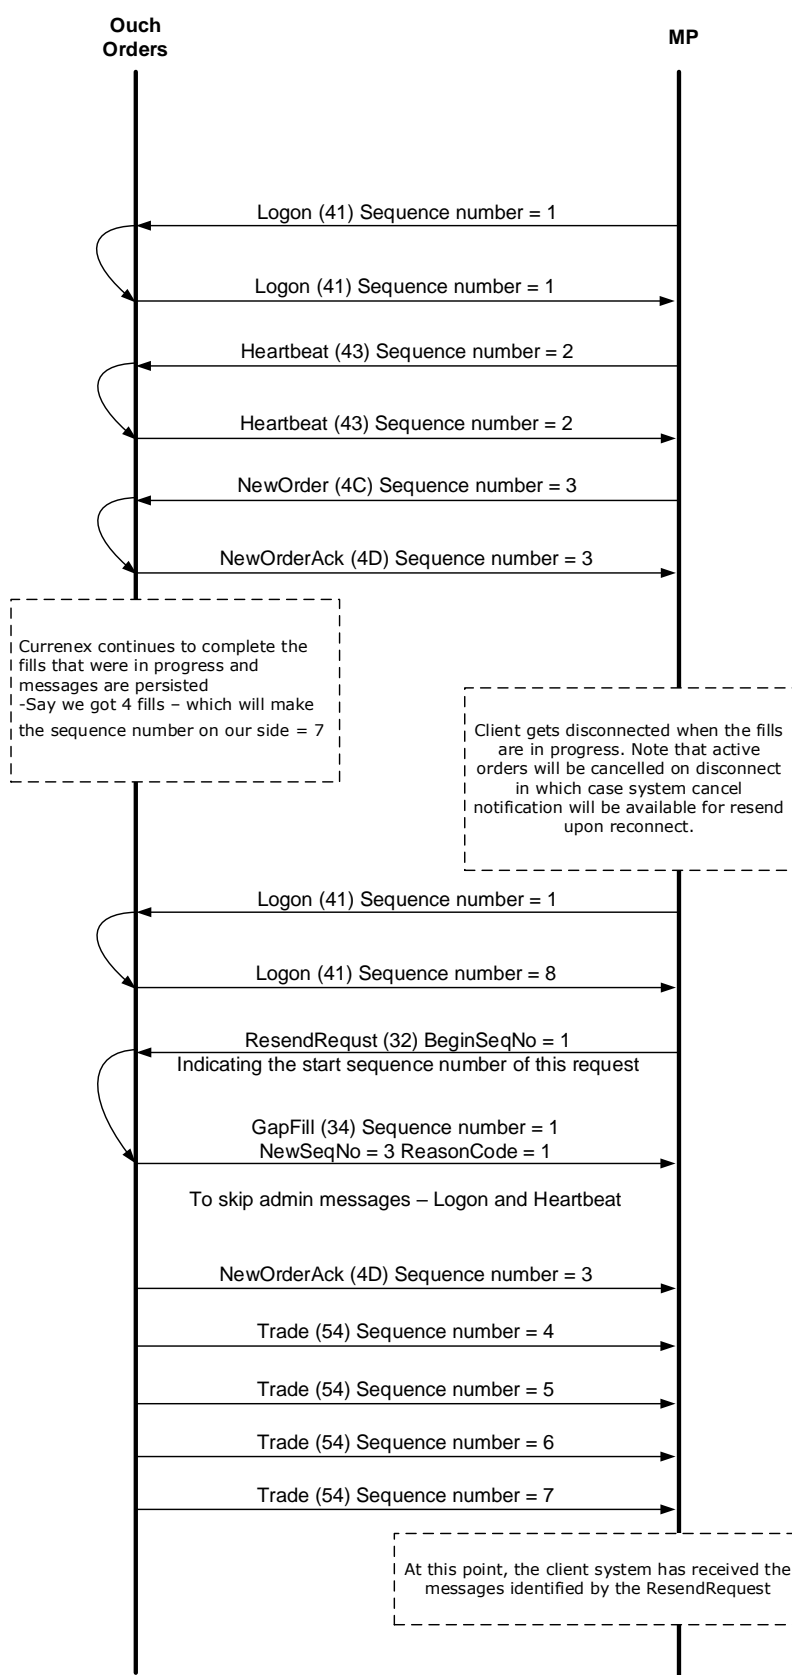 Ouch
Orders
MP
Logon (41) Sequence number = 1
Logon (41) Sequence number = 1
Heartbeat (43) Sequence number = 2
Heartbeat (43) Sequence number = 2
NewOrder (4C) Sequence number = 3
NewOrderAck (4D) Sequence number = 3
Currenex continues to complete the
fills that were in progress and
messages are persisted
-Say we got 4 fills – which will make
the sequence number on our side = 7
Client gets disconnected when the fills
are in progress. Note that active
orders will be cancelled on disconnect
in which case system cancel
notification will be available for resend
upon reconnect.
Logon (41) Sequence number = 1
Logon (41) Sequence number = 8
ResendRequst (32) BeginSeqNo = 1
Indicating the start sequence number of this request
GapFill (34) Sequence number = 1
NewSeqNo = 3 ReasonCode = 1
To skip admin messages – Logon and Heartbeat
NewOrderAck (4D) Sequence number = 3
Trade (54) Sequence number = 4
Trade (54) Sequence number = 5
Trade (54) Sequence number = 6
Trade (54) Sequence number = 7
At this point, the client system has received the
messages identified by the ResendRequest